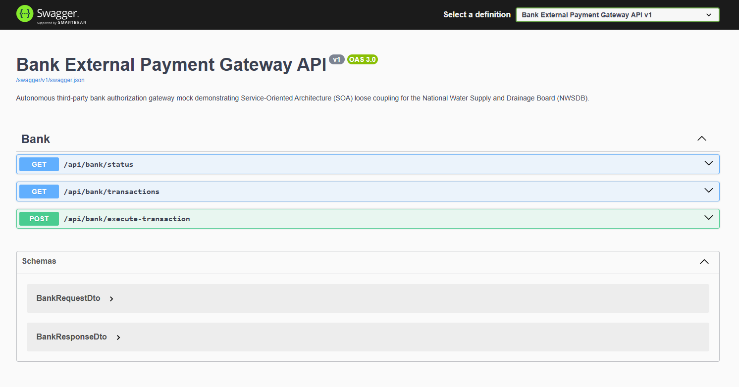 Swagger.
Supported by SMARTBEAR
Select a definition
Bank External Payment Gateway API v1
Bank External Payment Gateway API v1 OAS 3.0
/swagger/v1/swagger.json
Autonomous third-party bank authorization gateway mock demonstrating Service-Oriented Architecture (SOA) loose coupling for the National Water Supply and Drainage Board (NWSDB).
Bank
GET /api/bank/status
GET /api/bank/transactions
POST /api/bank/execute-transaction
Schemas
BankRequestDto
BankResponseDto